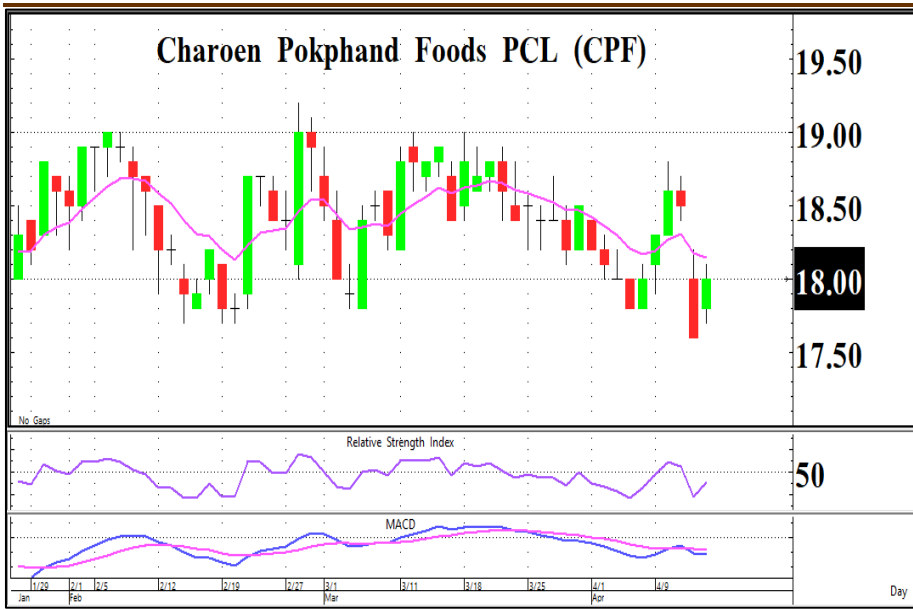 Charoen Pokphand Foods PCL (CPF)
19.50
19.00
18.50
18.00
17.50
No Gaps
Relative Strength Index
50
MACD
1/29 2/1 2/5 2/12 2/19 2/27 3/1 3/11 3/18 3/25 4/1 4/9
Jan Feb Mar Apr
Day